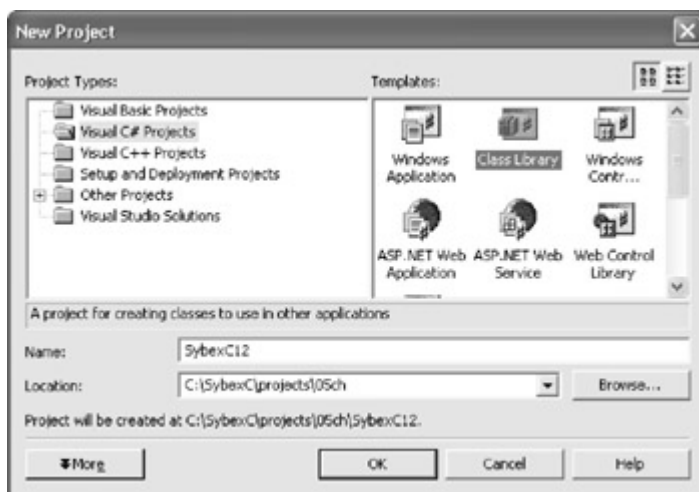 New Project
Project Types:
Templates:
Visual Basic Projects
Visual C# Projects
Visual C++ Projects
Setup and Deployment Projects
Other Projects
Visual Studio Solutions
Windows Application
Class Library
Windows Contr...
ASP.NET Web Application
ASP.NET Web Service
Web Control Library
A project for creating classes to use in other applications
Name:
SybexC12
Location:
C:\SybexC\projects\05ch
Browse...
Project will be created at C:\SybexC\projects\05ch\SybexC12.
More
OK
Cancel
Help